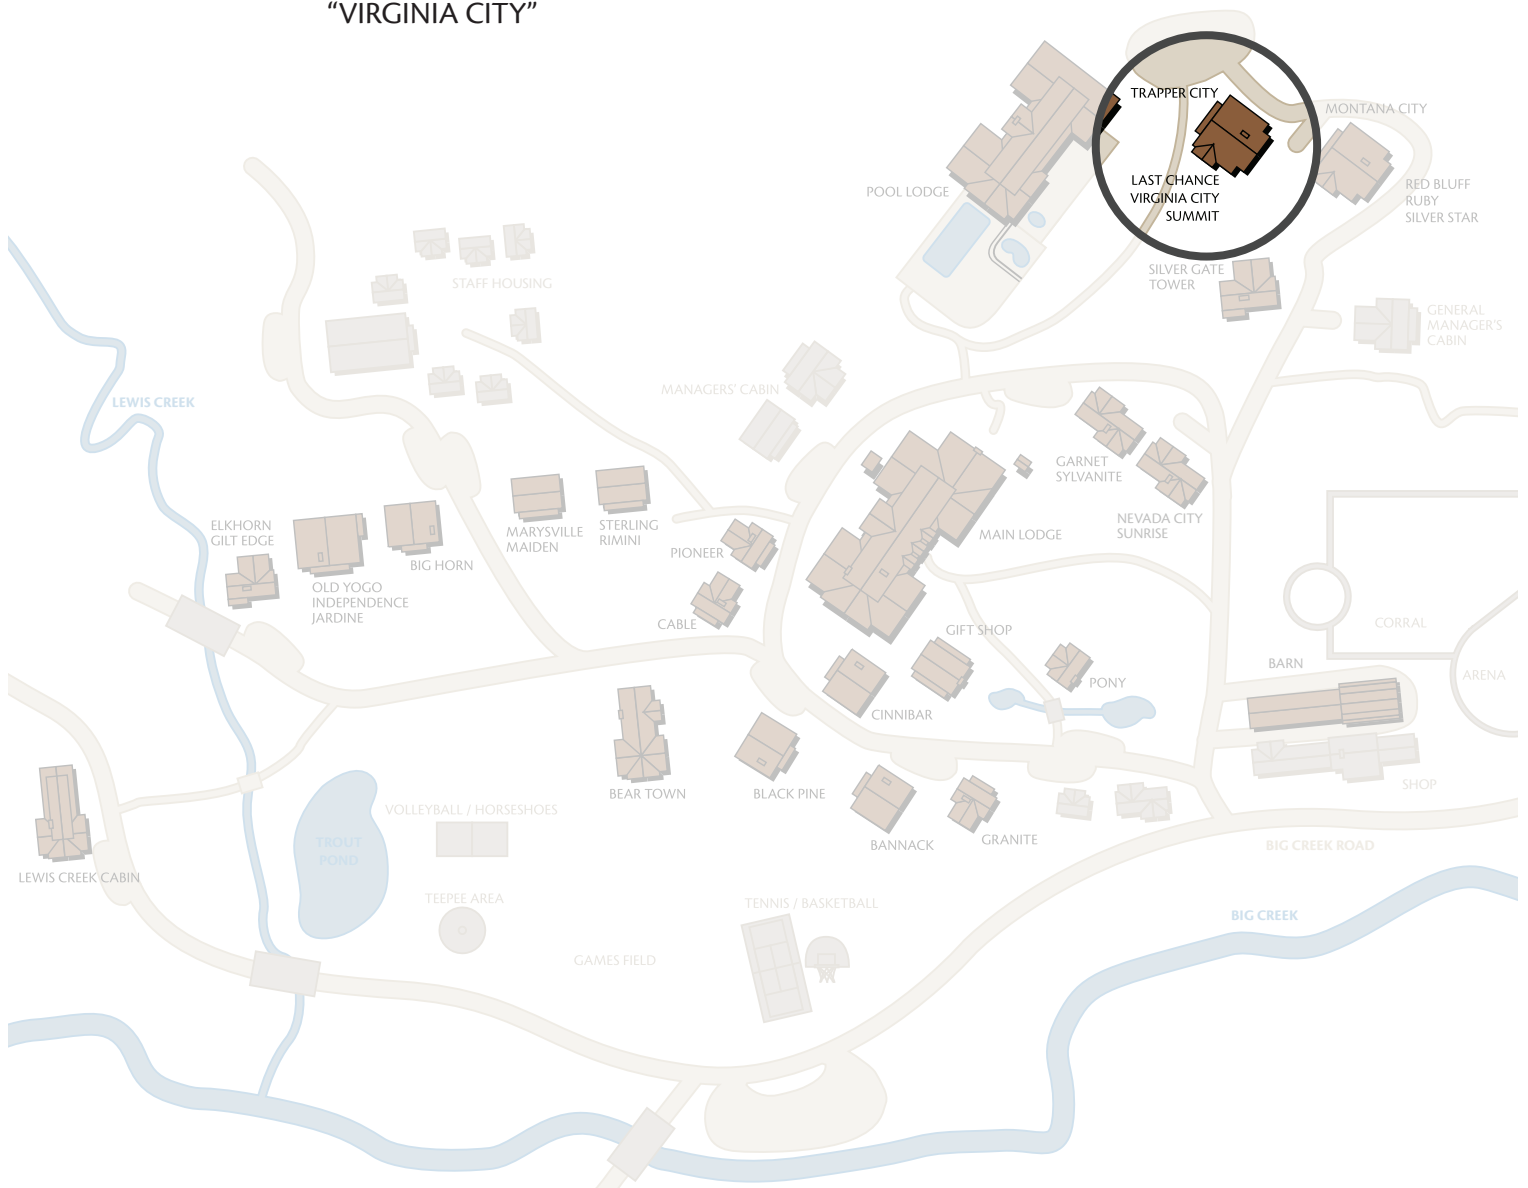 “VIRGINIA CITY”
TRAPPER CITY
MONTANA CITY
LAST CHANCE
VIRGINIA CITY
SUMMIT
RED BLUFF
RUBY
SILVER STAR
POOL LODGE
SILVER GATE
TOWER
STAFF HOUSING
GENERAL
MANAGER'S
CABIN
MANAGERS' CABIN
LEWIS CREEK
GARNET
SYLVANITE
NEVADA CITY
SUNRISE
MAIN LODGE
ELKHORN
GILT EDGE
MARYSVILLE
MAIDEN
STERLING
RIMINI
PIONEER
BIG HORN
OLD YOGO
INDEPENDENCE
JARDINE
CABLE
GIFT SHOP
CORRAL
BARN
ARENA
PONY
CINNIBAR
BEAR TOWN
BLACK PINE
SHOP
VOLLEYBALL / HORSESHOES
TROUT
POND
BANNACK
GRANITE
BIG CREEK ROAD
LEWIS CREEK CABIN
TEEPEE AREA
TENNIS / BASKETBALL
BIG CREEK
GAMES FIELD